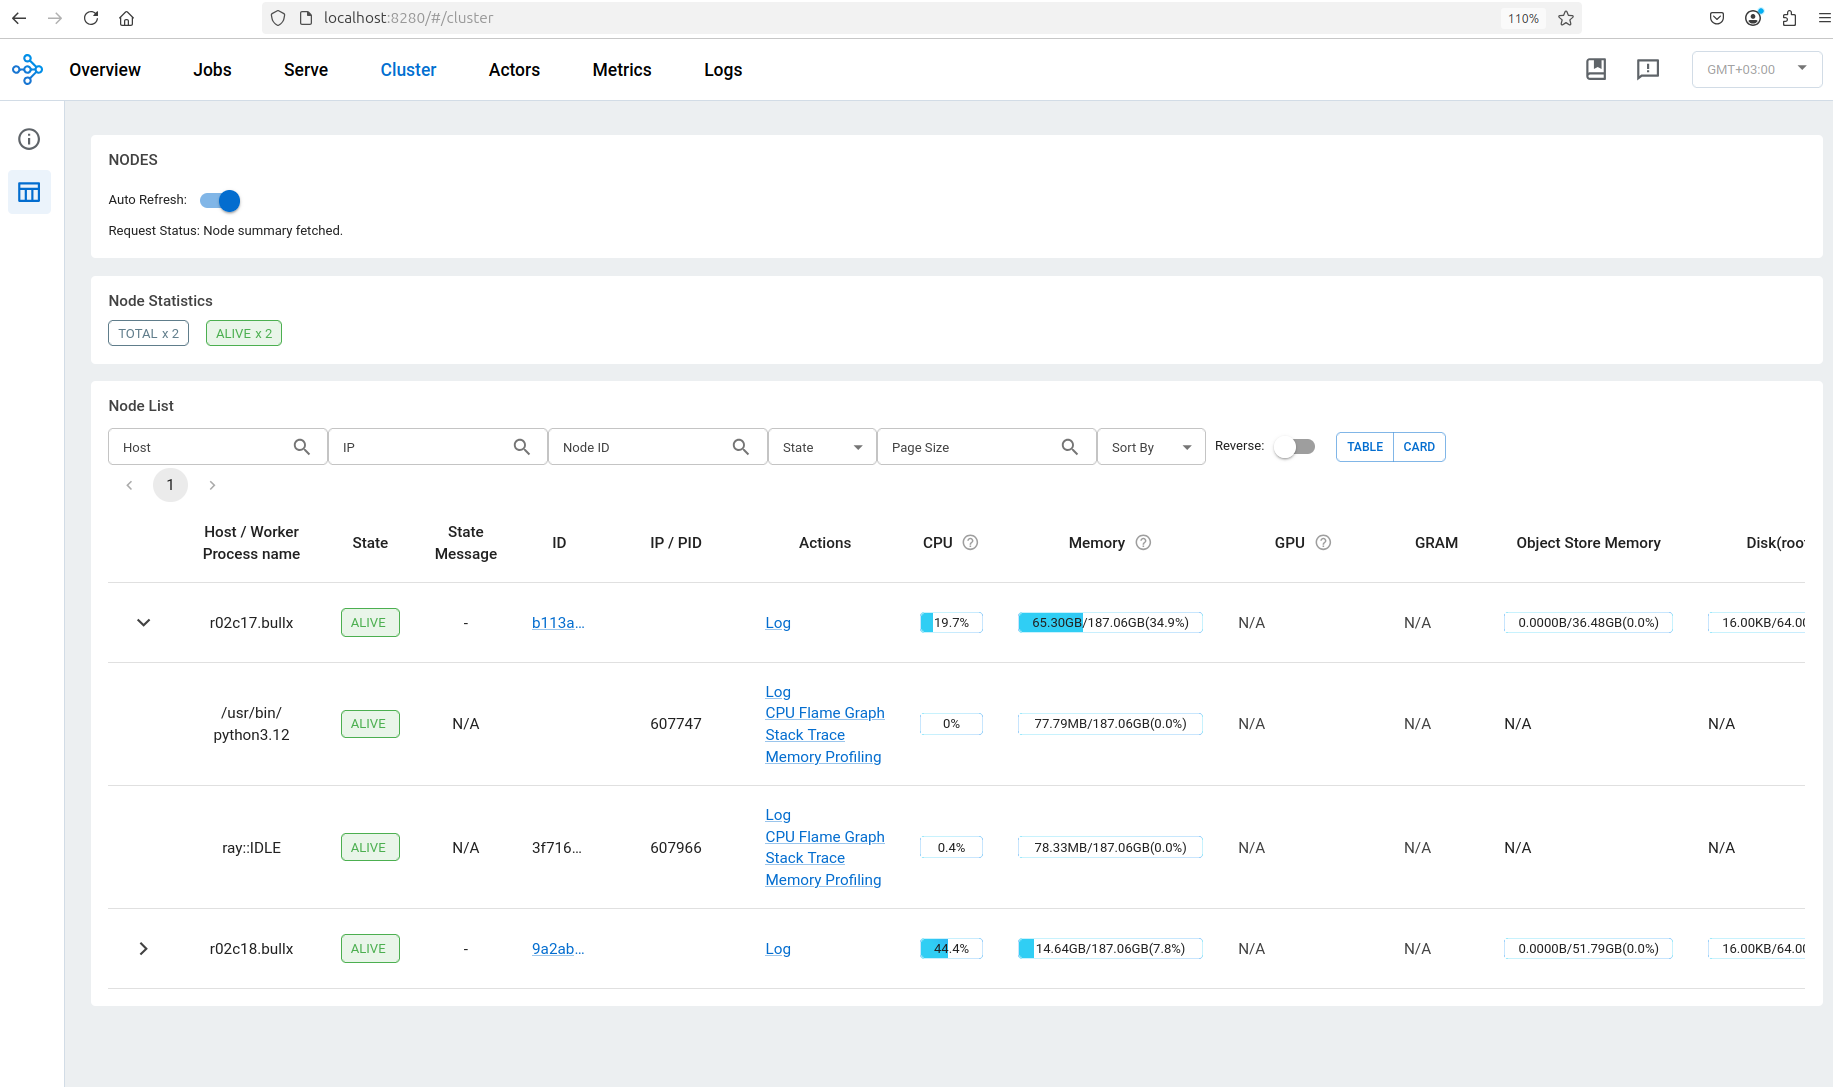 localhost:8280/#/cluster
110%
Overview
Jobs
Serve
Cluster
Actors
Metrics
Logs
GMT+03:00
NODES
Auto Refresh:
Request Status: Node summary fetched.
Node Statistics
TOTAL x 2
ALIVE x 2
Node List
Host
IP
Node ID
State
Page Size
Sort By
Reverse:
TABLE
CARD
1
Host / Worker
Process name
State
State
Message
ID
IP / PID
Actions
CPU
Memory
GPU
GRAM
Object Store Memory
Disk(root
r02c17.bullx
ALIVE
-
b113a...
Log
19.7%
65.30GB/187.06GB(34.9%)
N/A
N/A
0.0000B/36.48GB(0.0%)
16.00KB/64.00
/usr/bin/
python3.12
ALIVE
N/A
607747
Log
CPU Flame Graph
Stack Trace
Memory Profiling
0%
77.79MB/187.06GB(0.0%)
N/A
N/A
N/A
N/A
ray::IDLE
ALIVE
N/A
3f716...
607966
Log
CPU Flame Graph
Stack Trace
Memory Profiling
0.4%
78.33MB/187.06GB(0.0%)
N/A
N/A
N/A
N/A
r02c18.bullx
ALIVE
-
9a2ab...
Log
44.4%
14.64GB/187.06GB(7.8%)
N/A
N/A
0.0000B/51.79GB(0.0%)
16.00KB/64.00